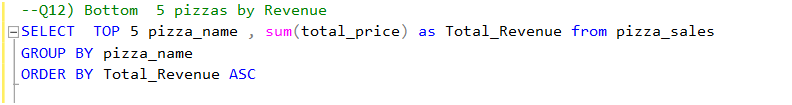 --Q12) Bottom  5 pizzas by Revenue
SELECT  TOP 5 pizza_name , sum(total_price) as Total_Revenue from pizza_sales
GROUP BY pizza_name
ORDER BY Total_Revenue ASC